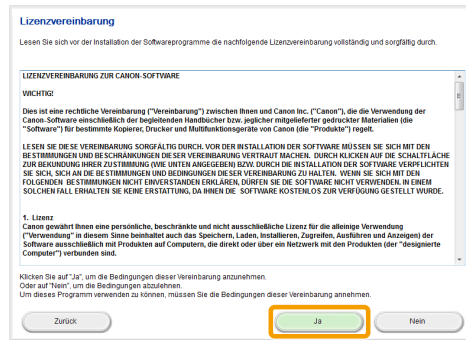 Lizenzvereinbarung
Lesen Sie sich vor der Installation der Softwareprogramme die nachfolgende Lizenzvereinbarung vollständig und sorgfältig durch.
LIZENZVEREINBARUNG ZUR CANON-SOFTWARE
WICHTIG!
Dies ist eine rechtliche Vereinbarung ("Vereinbarung") zwischen Ihnen und Canon Inc. ("Canon"), die die Verwendung der
Canon-Software einschließlich der begleitenden Handbücher bzw. jeglicher mitgelieferter gedruckter Materialien (die
"Software") für bestimmte Kopierer, Drucker und Multifunktionsgeräte von Canon (die "Produkte") regelt.
LESEN SIE DIESE VEREINBARUNG SORGFÄLTIG DURCH. VOR DER INSTALLATION DER SOFTWARE MÜSSEN SIE SICH MIT DEN
BESTIMMUNGEN UND BESCHRÄNKUNGEN DIESER VEREINBARUNG VERTRAUT MACHEN. DURCH KLICKEN AUF DIE SCHALTFLÄCHE
ZUR BEKUNDUNG IHRER ZUSTIMMUNG (WIE UNTEN ANGEGEBEN) BZW. DURCH DIE INSTALLATION DER SOFTWARE VERPFLICHTEN
SIE SICH, SICH AN DIE BESTIMMUNGEN UND BEDINGUNGEN DIESER VEREINBARUNG ZU HALTEN. WENN SIE SICH MIT DEN
FOLGENDEN BESTIMMUNGEN NICHT EINVERSTANDEN ERKLÄREN, DÜRFEN SIE DIE SOFTWARE NICHT VERWENDEN. IN EINEM
SOLCHEN FALL ERHALTEN SIE KEINE ERSTATTUNG, DA IHNEN DIE SOFTWARE KOSTENLOS ZUR VERFÜGUNG GESTELLT WURDE.
1. Lizenz
Canon gewährt Ihnen eine persönliche, beschränkte und nicht ausschließliche Lizenz für die alleinige Verwendung
("Verwendung" in diesem Sinne beinhaltet auch das Speichern, Laden, Installieren, Zugreifen, Ausführen und Anzeigen) der
Software ausschließlich mit Produkten auf Computern, die direkt oder über ein Netzwerk mit den Produkten (der "designierte
Computer") verbunden sind.
Klicken Sie auf "Ja", um die Bedingungen dieser Vereinbarung anzunehmen.
Oder auf "Nein", um die Bedingungen abzulehnen.
Um dieses Programm verwenden zu können, müssen Sie die Bedingungen dieser Vereinbarung annehmen.
Zurück Ja Nein